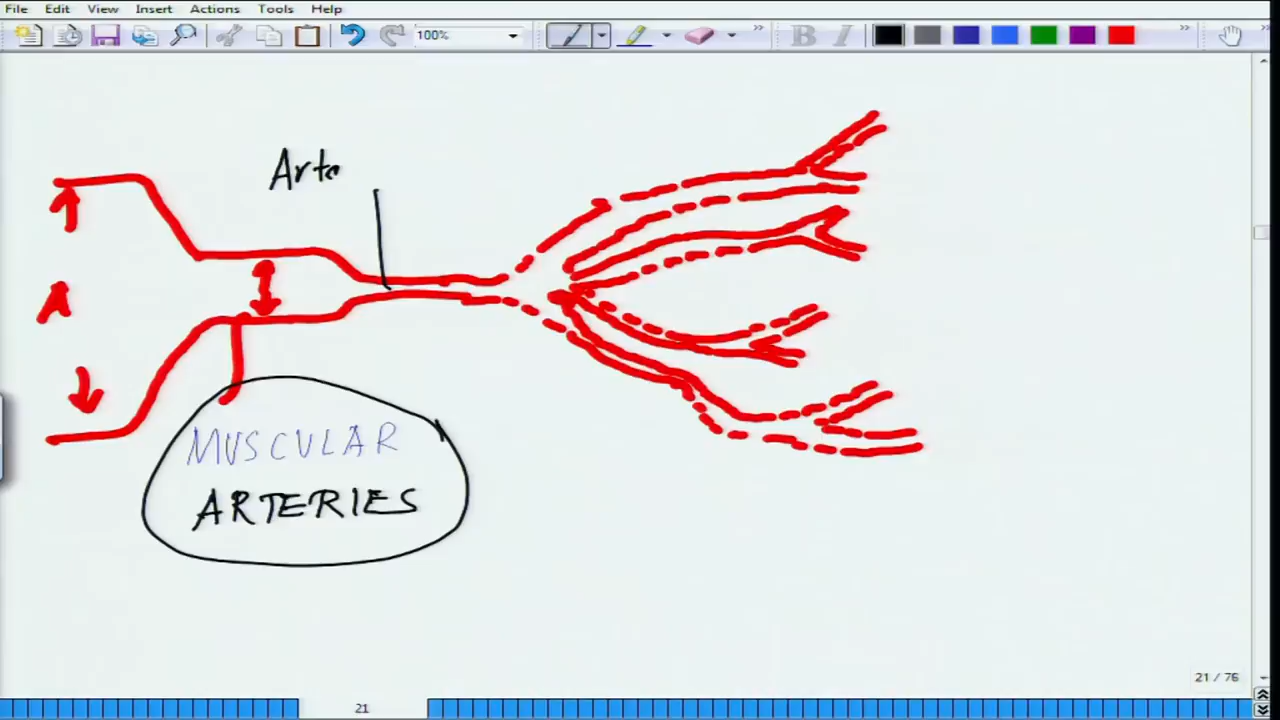 File Edit View Insert Actions Tools Help
100%
B I
Arte
A
MUSCULAR
ARTERIES
21 / 76
21